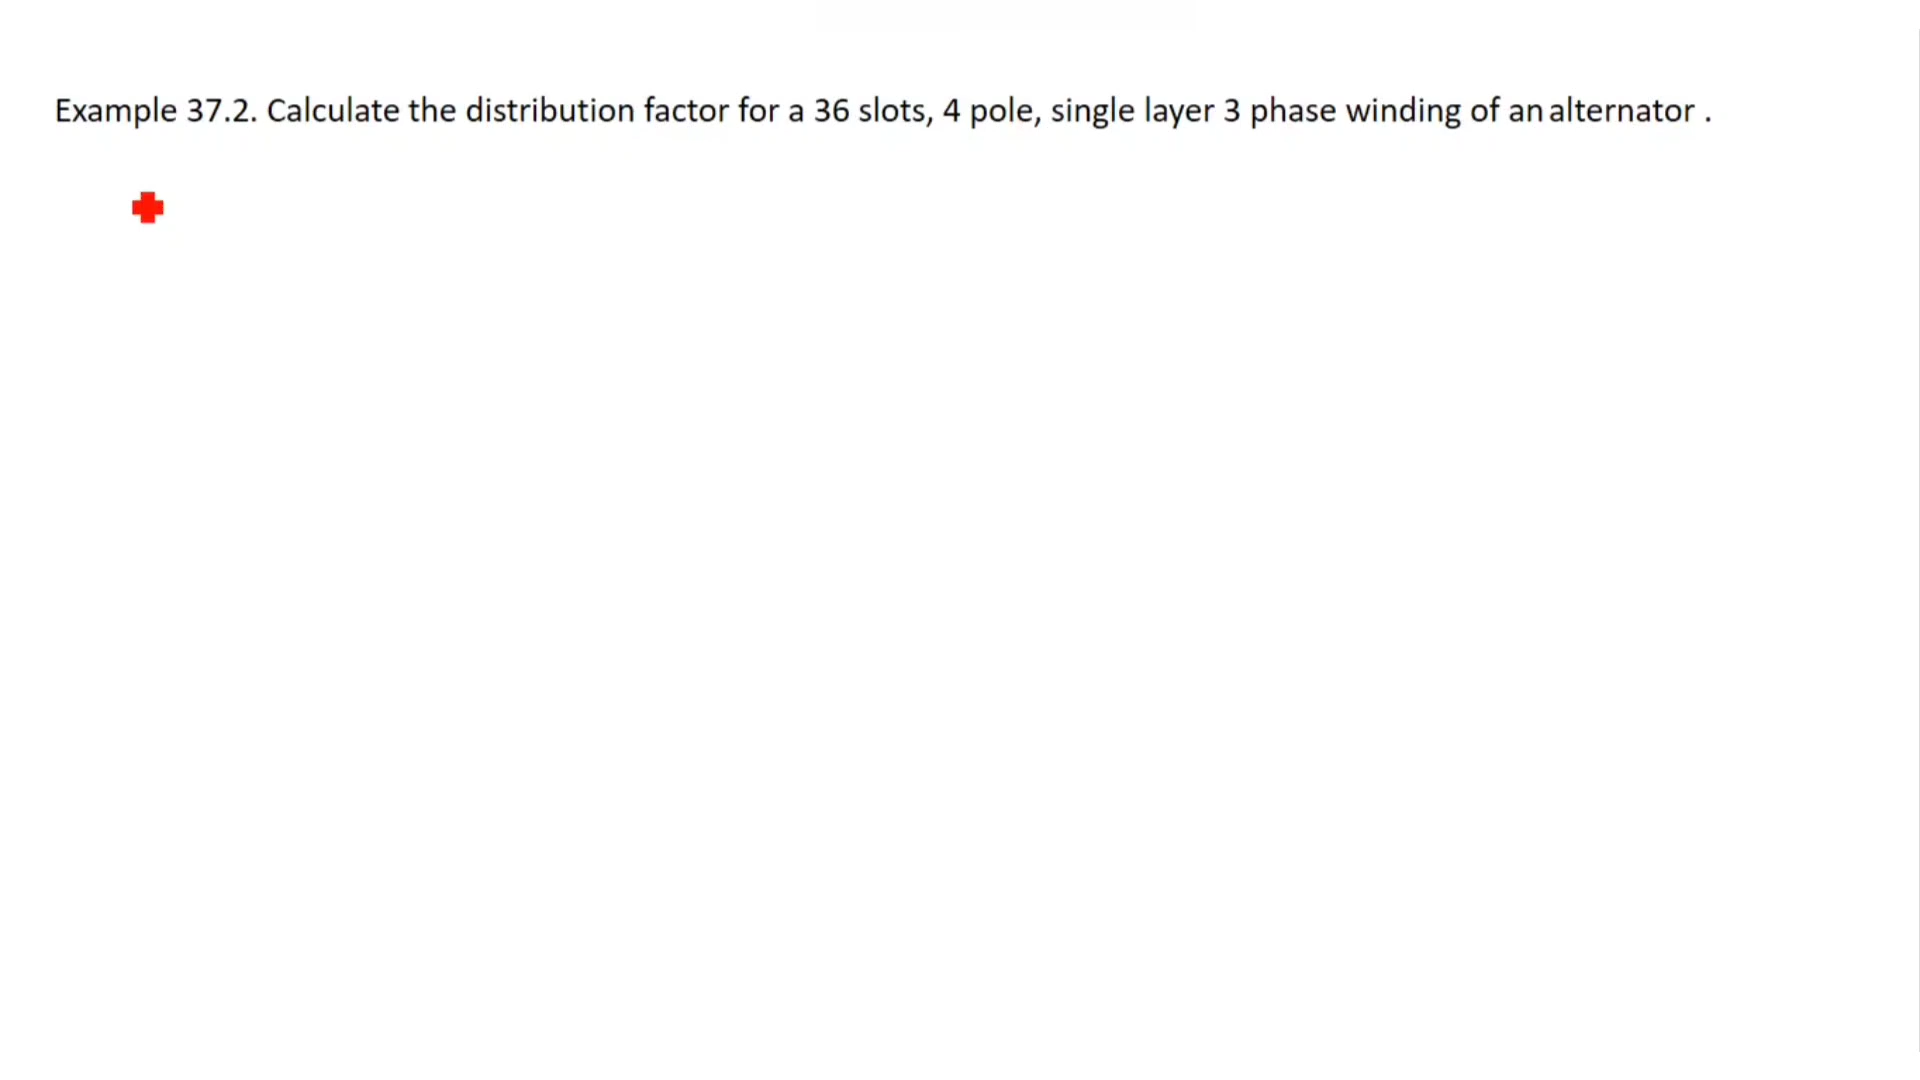 Example 37.2. Calculate the distribution factor for a 36 slots, 4 pole, single layer 3 phase winding of an alternator .